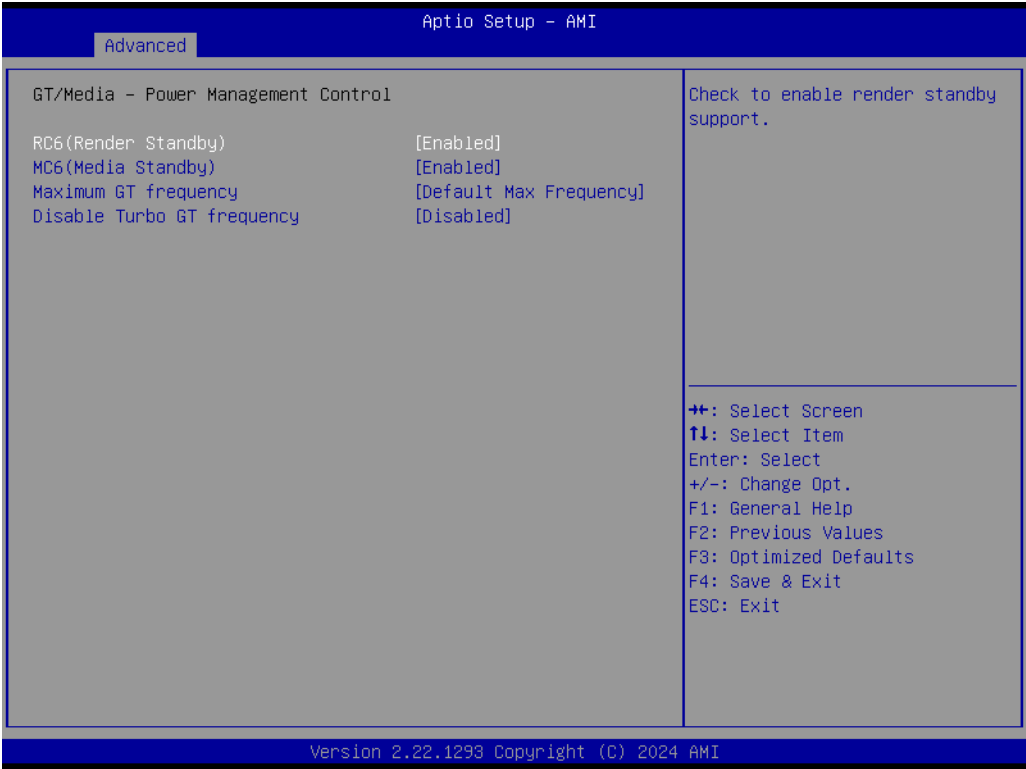 Aptio Setup – AMI
Advanced
GT/Media – Power Management Control
RC6(Render Standby) [Enabled]
MC6(Media Standby) [Enabled]
Maximum GT frequency [Default Max Frequency]
Disable Turbo GT frequency [Disabled]
Check to enable render standby
support.
→←: Select Screen
↑↓: Select Item
Enter: Select
+/-: Change Opt.
F1: General Help
F2: Previous Values
F3: Optimized Defaults
F4: Save & Exit
ESC: Exit
Version 2.22.1293 Copyright (C) 2024 AMI